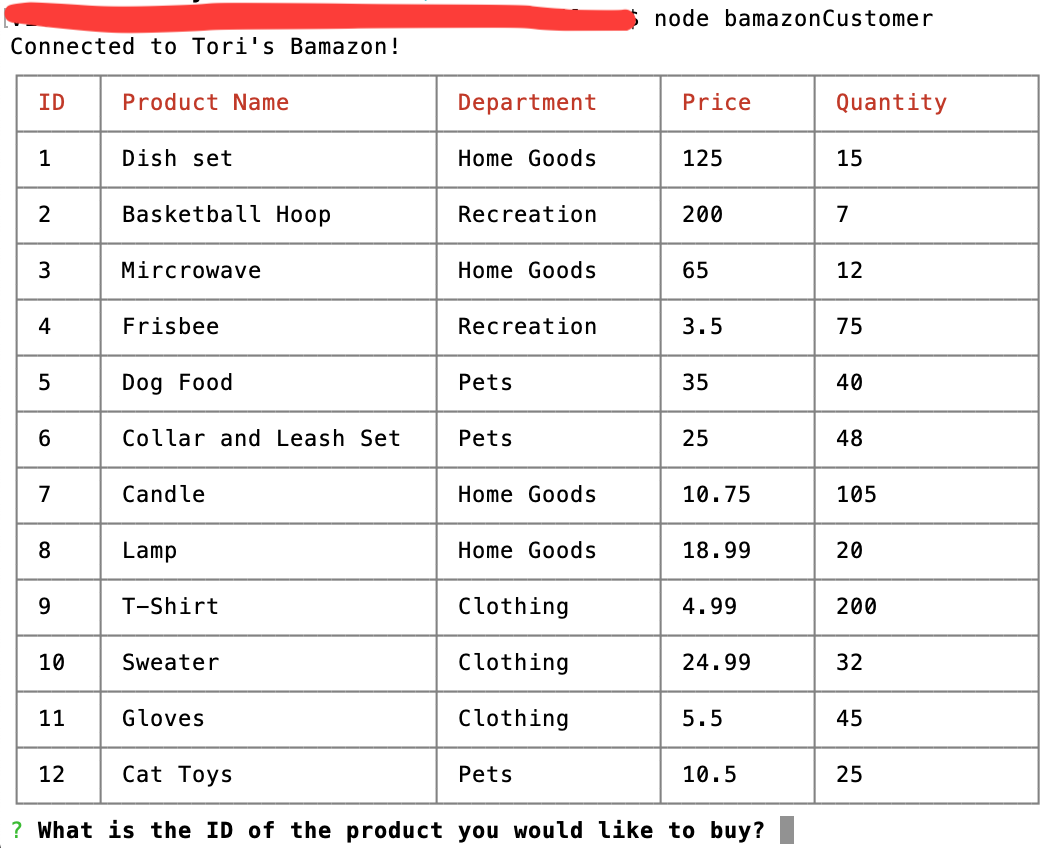 $ node bamazonCustomer
Connected to Tori's Bamazon!
ID Product Name Department Price Quantity
1 Dish set Home Goods 125 15
2 Basketball Hoop Recreation 200 7
3 Mircrowave Home Goods 65 12
4 Frisbee Recreation 3.5 75
5 Dog Food Pets 35 40
6 Collar and Leash Set Pets 25 48
7 Candle Home Goods 10.75 105
8 Lamp Home Goods 18.99 20
9 T-Shirt Clothing 4.99 200
10 Sweater Clothing 24.99 32
11 Gloves Clothing 5.5 45
12 Cat Toys Pets 10.5 25
? What is the ID of the product you would like to buy?